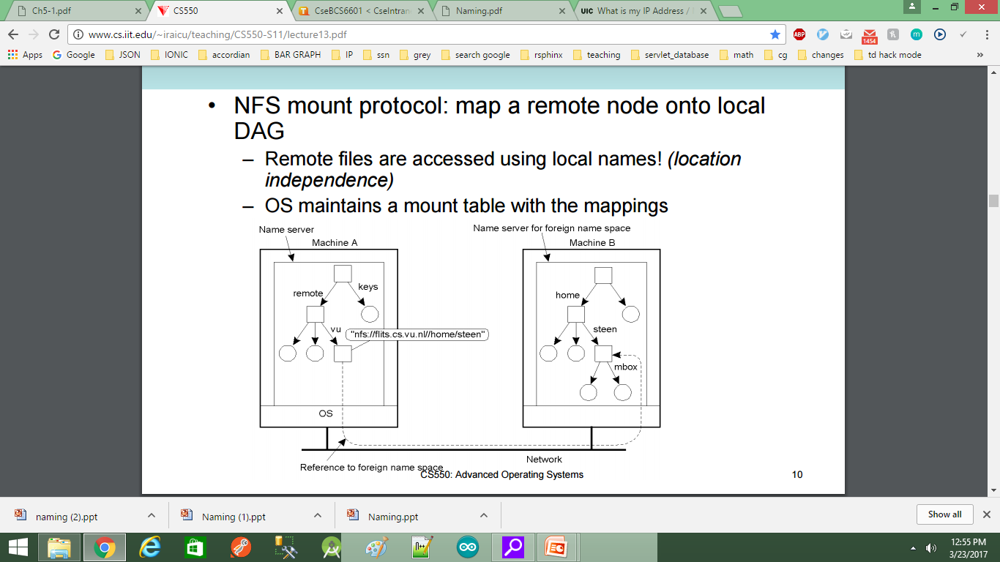 Ch5-1.pdf
CS550
CseBCS6601 < CseIntran
Naming.pdf
UIC What is my IP Address /
www.cs.iit.edu/~iraicu/teaching/CS550-S11/lecture13.pdf
ABP
1454
m
Apps
Google
JSON
IONIC
accordian
BAR GRAPH
IP
ssn
grey
search google
rsphinx
teaching
servlet_database
math
cg
changes
td hack mode
»
• NFS mount protocol: map a remote node onto local
DAG
– Remote files are accessed using local names! (location
independence)
– OS maintains a mount table with the mappings
Name server
Machine A
Name server for foreign name space
Machine B
keys
remote
home
vu
"nfs://flits.cs.vu.nl//home/steen"
steen
mbox
OS
Network
Reference to foreign name space
CS550: Advanced Operating Systems
10
naming (2).ppt
Naming (1).ppt
Naming.ppt
Show all
12:55 PM
3/23/2017